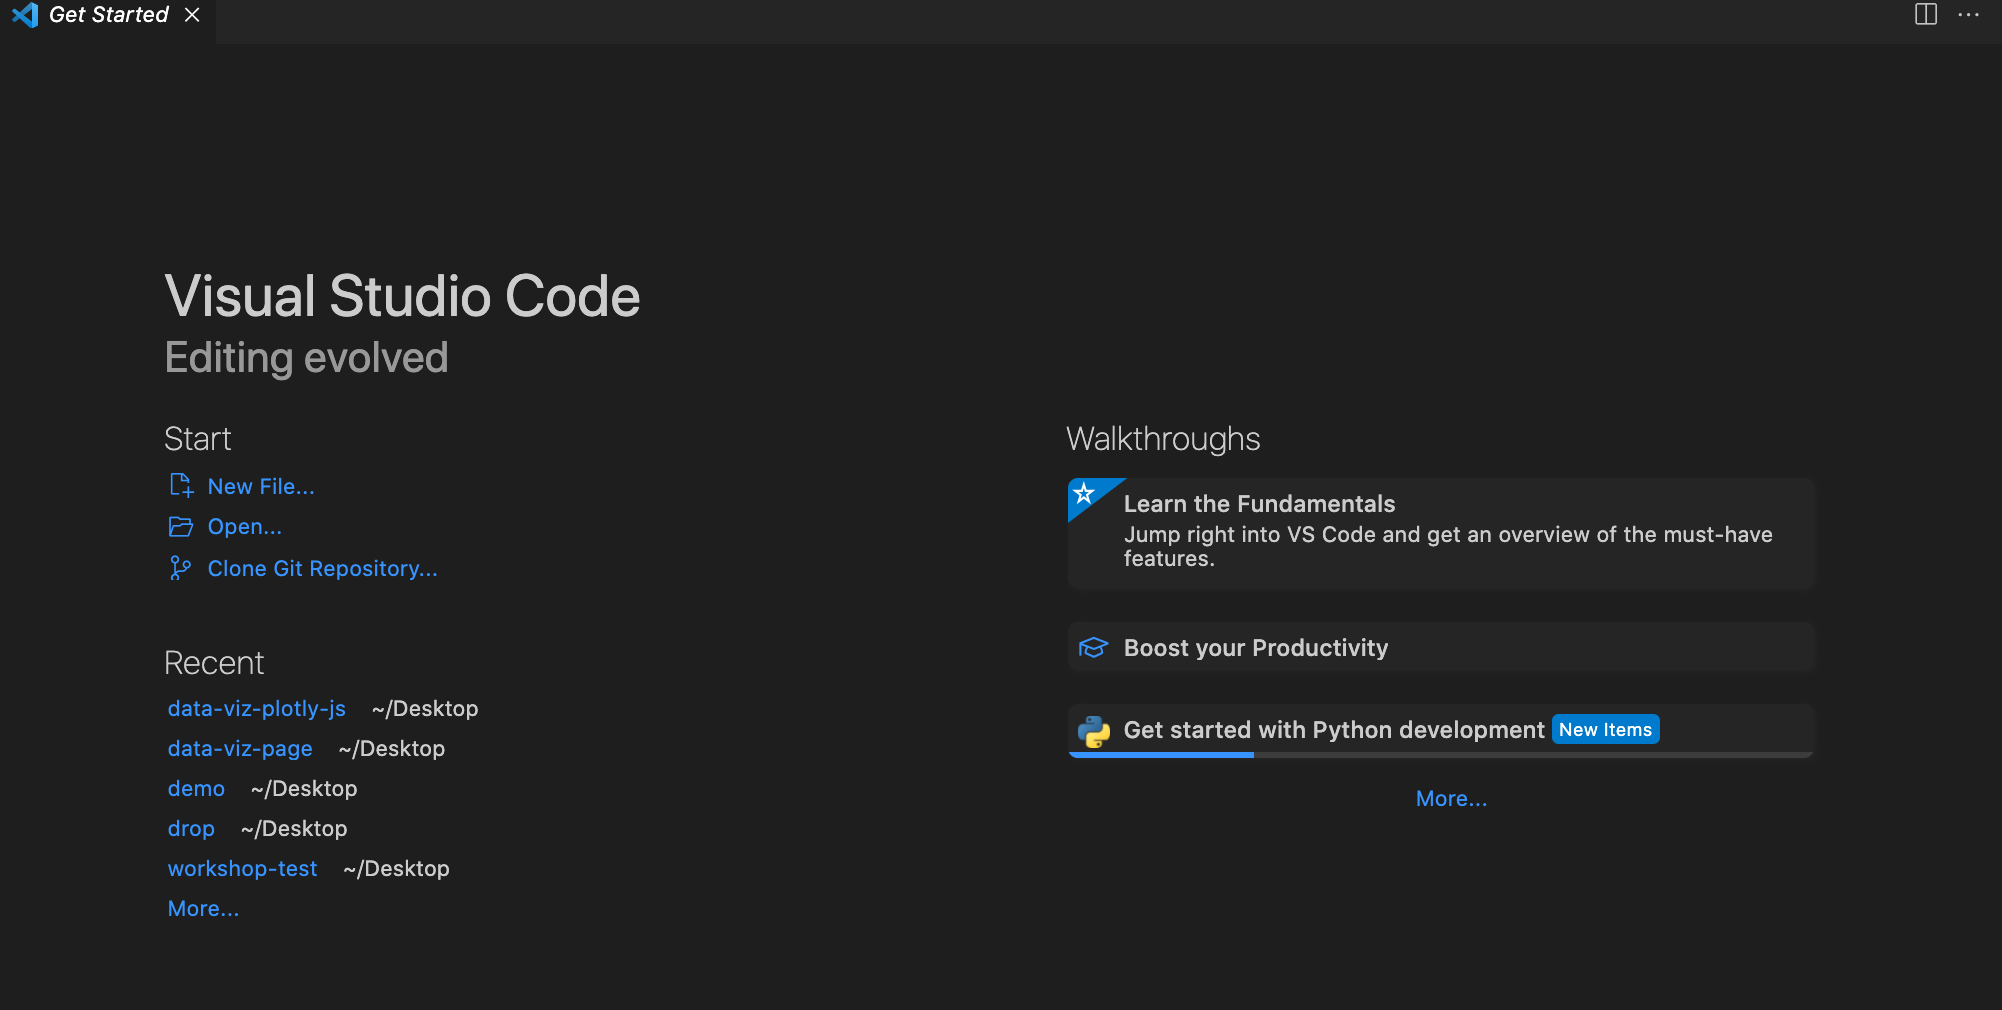 Get Started
Visual Studio Code
Editing evolved
Start
New File...
Open...
Clone Git Repository...
Recent
data-viz-plotly-js ~/Desktop
data-viz-page ~/Desktop
demo ~/Desktop
drop ~/Desktop
workshop-test ~/Desktop
More...
Walkthroughs
Learn the Fundamentals
Jump right into VS Code and get an overview of the must-have
features.
Boost your Productivity
Get started with Python development New Items
More...